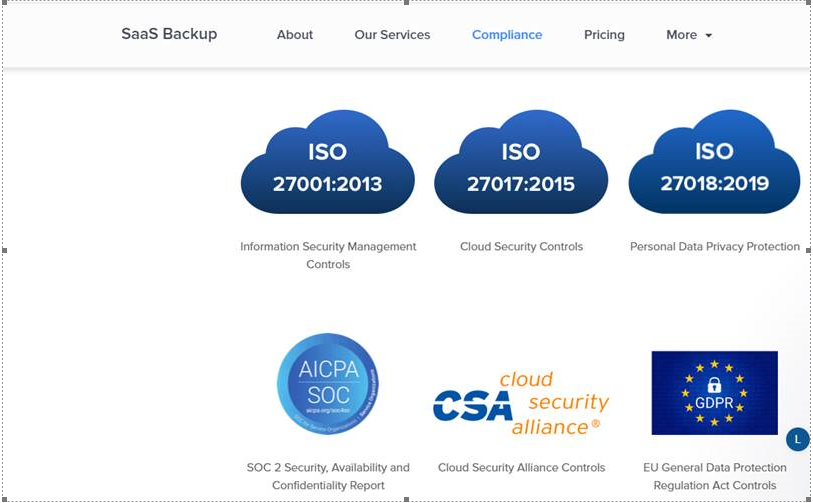 SaaS Backup About Our Services Compliance Pricing More
ISO
27001:2013
ISO
27017:2015
ISO
27018:2019
Information Security Management
Controls
Cloud Security Controls
Personal Data Privacy Protection
AICPA
SOC
aicpa.org/soc4so
CSA
cloud
security
alliance®
GDPR
L
SOC 2 Security, Availability and
Confidentiality Report
Cloud Security Alliance Controls
EU General Data Protection
Regulation Act Controls